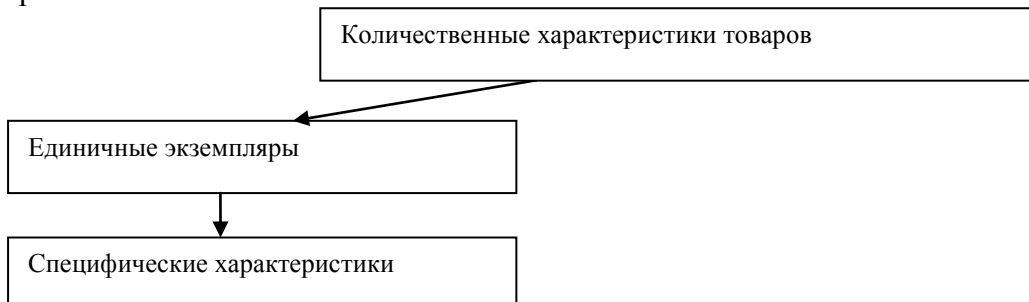 Количественные характеристики товаров
Единичные экземпляры
Специфические характеристики